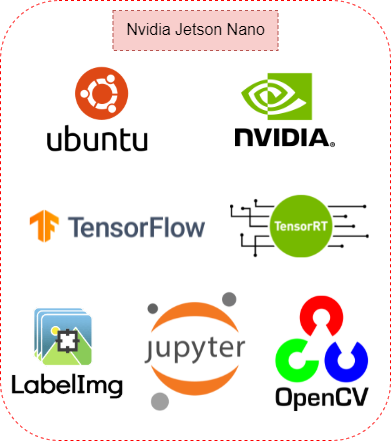 Nvidia Jetson Nano
ubuntu
NVIDIA®
TensorFlow
TensorRT
LabelImg
jupyter
OpenCV